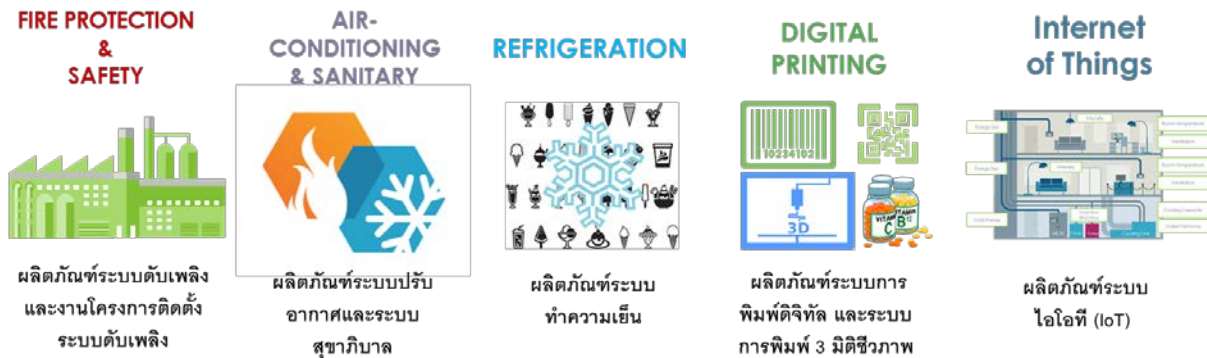 FIRE PROTECTION
&
SAFETY
AIR-
CONDITIONING
& SANITARY
REFRIGERATION
DIGITAL
PRINTING
Internet
of Things
10234102
3D
VITAMIN
C
VITAMIN
B12
ผลิตภัณฑ์ระบบดับเพลิง
และงานโครงการติดตั้ง
ระบบดับเพลิง
ผลิตภัณฑ์ระบบปรับ
อากาศและระบบ
สุขาภิบาล
ผลิตภัณฑ์ระบบ
ทำความเย็น
ผลิตภัณฑ์ระบบการ
พิมพ์ดิจิทัล และระบบ
การพิมพ์ 3 มิติชีวภาพ
ผลิตภัณฑ์ระบบ
ไอโอที (IoT)